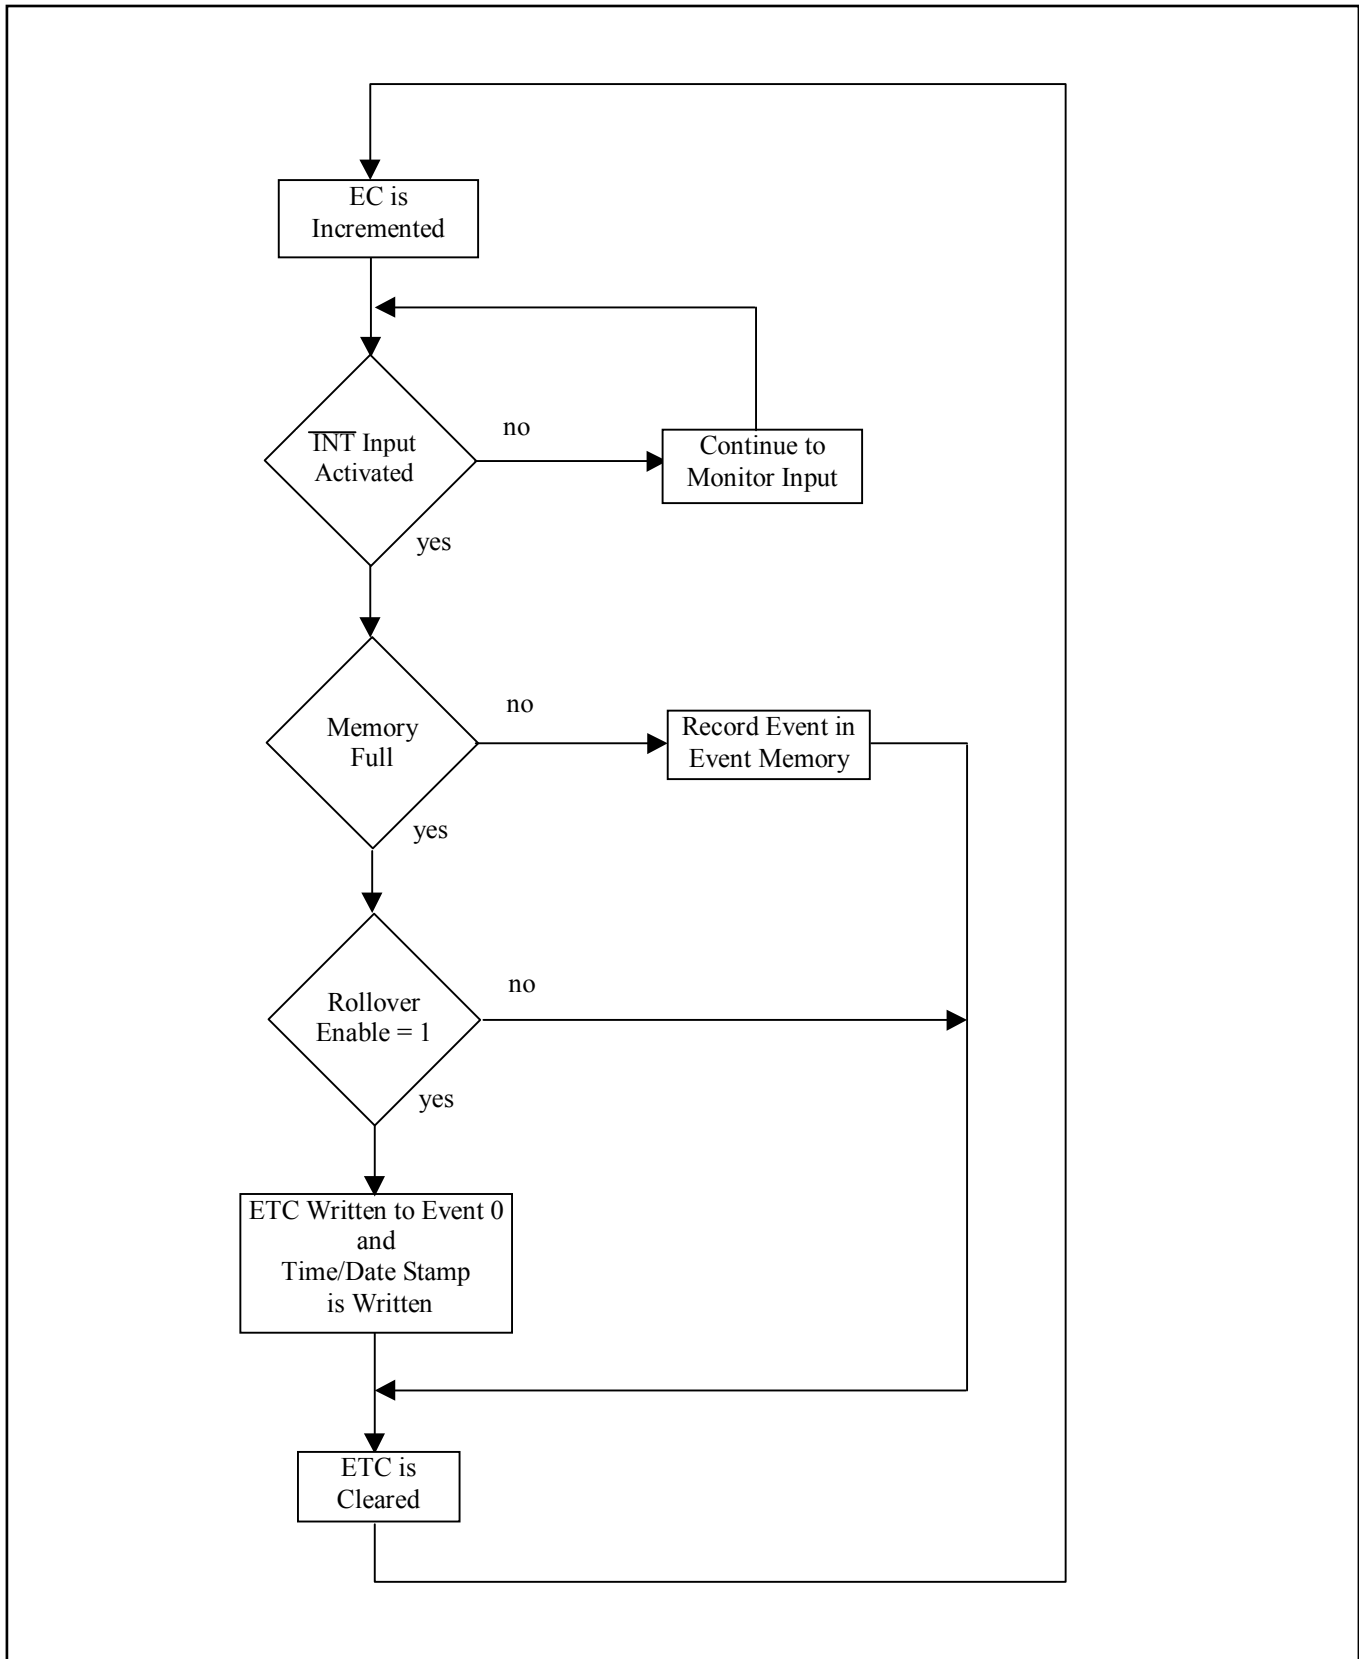 EC is
Incremented
INT Input
Activated
no
Continue to
Monitor Input
yes
Memory
Full
no
Record Event in
Event Memory
yes
Rollover
Enable = 1
no
yes
ETC Written to Event 0
and
Time/Date Stamp
is Written
ETC is
Cleared